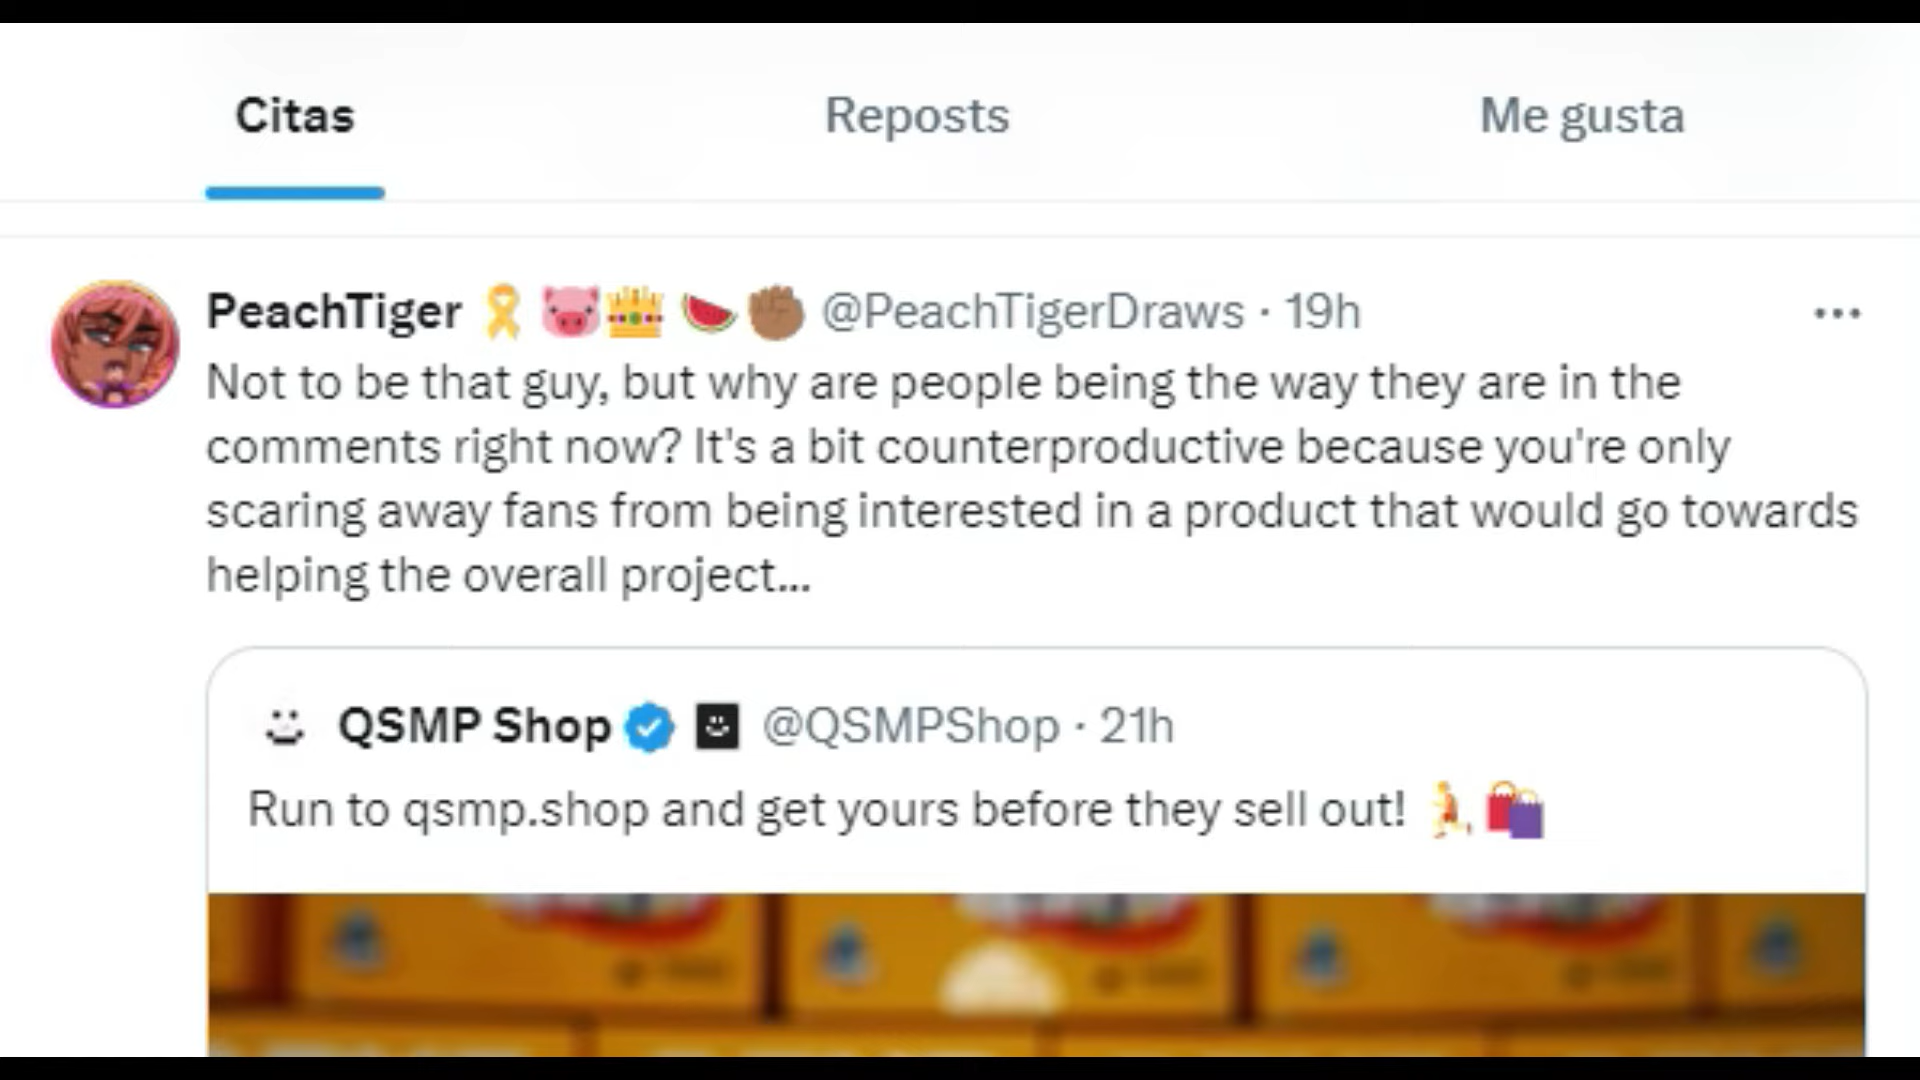 Citas Reposts Me gusta
PeachTiger 🎗️🐷👑 🍉✊🏾 @PeachTigerDraws · 19h
Not to be that guy, but why are people being the way they are in the
comments right now? It's a bit counterproductive because you're only
scaring away fans from being interested in a product that would go towards
helping the overall project...
QSMP Shop @QSMPShop · 21h
Run to qsmp.shop and get yours before they sell out! 🏃🛍️